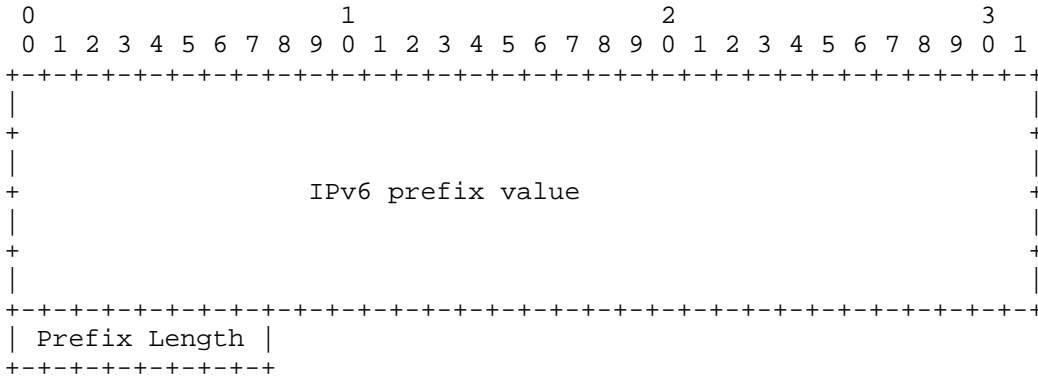 0                   1                   2                   3
 0 1 2 3 4 5 6 7 8 9 0 1 2 3 4 5 6 7 8 9 0 1 2 3 4 5 6 7 8 9 0 1
+-+-+-+-+-+-+-+-+-+-+-+-+-+-+-+-+-+-+-+-+-+-+-+-+-+-+-+-+-+-+-+-+
|                                                               |
+                                                               +
|                                                               |
+                  IPv6 prefix value                            +
|                                                               |
+                                                               +
|                                                               |
+-+-+-+-+-+-+-+-+-+-+-+-+-+-+-+-+-+-+-+-+-+-+-+-+-+-+-+-+-+-+-+-+
| Prefix Length |
+-+-+-+-+-+-+-+-+